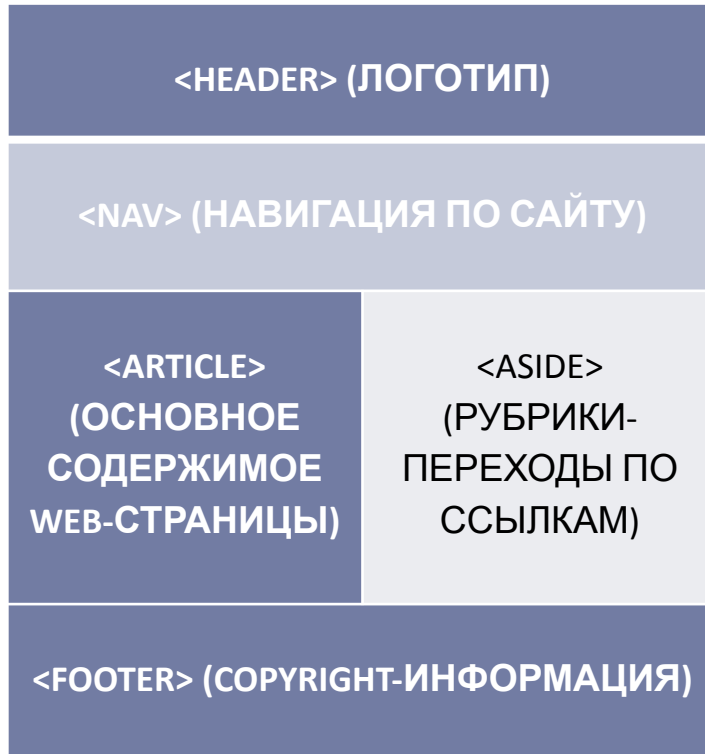 <HEADER> (ЛОГОТИП)
<NAV> (НАВИГАЦИЯ ПО САЙТУ)
<ARTICLE>
(ОСНОВНОЕ
СОДЕРЖИМОЕ
WEB-СТРАНИЦЫ)
<ASIDE>
(РУБРИКИ-
ПЕРЕХОДЫ ПО
ССЫЛКАМ)
<FOOTER> (COPYRIGHT-ИНФОРМАЦИЯ)